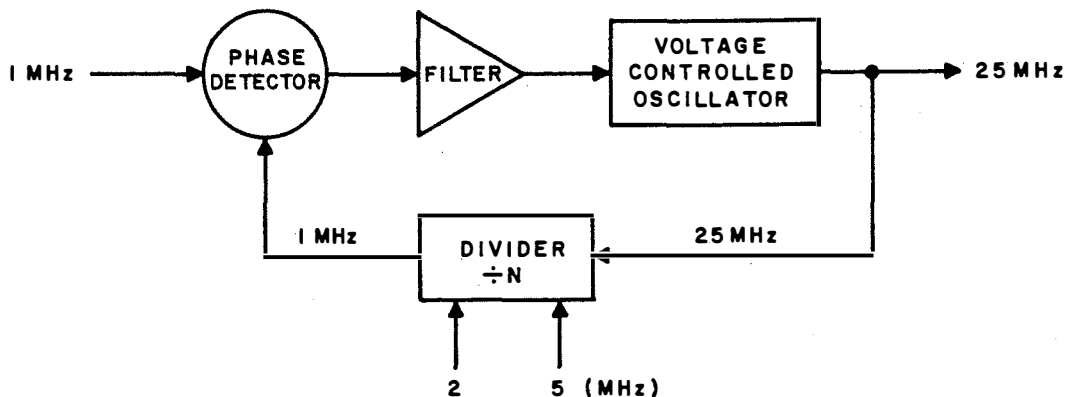 1 MHz
PHASE
DETECTOR
FILTER
VOLTAGE
CONTROLLED
OSCILLATOR
25 MHz
1 MHz
DIVIDER
÷N
25 MHz
2 5 (MHz)